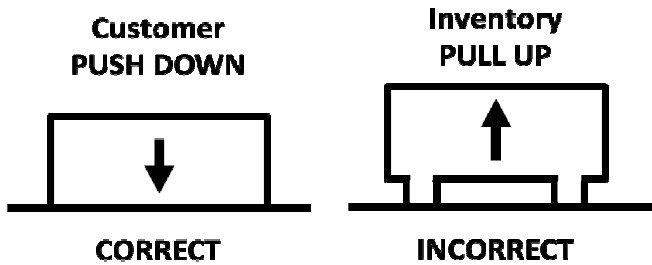 Customer
PUSH DOWN
CORRECT
Inventory
PULL UP
INCORRECT